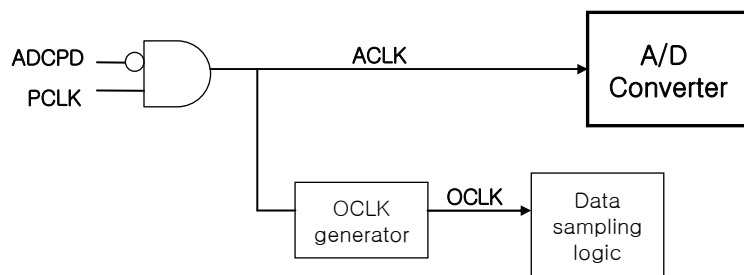 ADCPD
PCLK
ACLK
A/D
Converter
OCLK
generator
OCLK
Data
sampling
logic